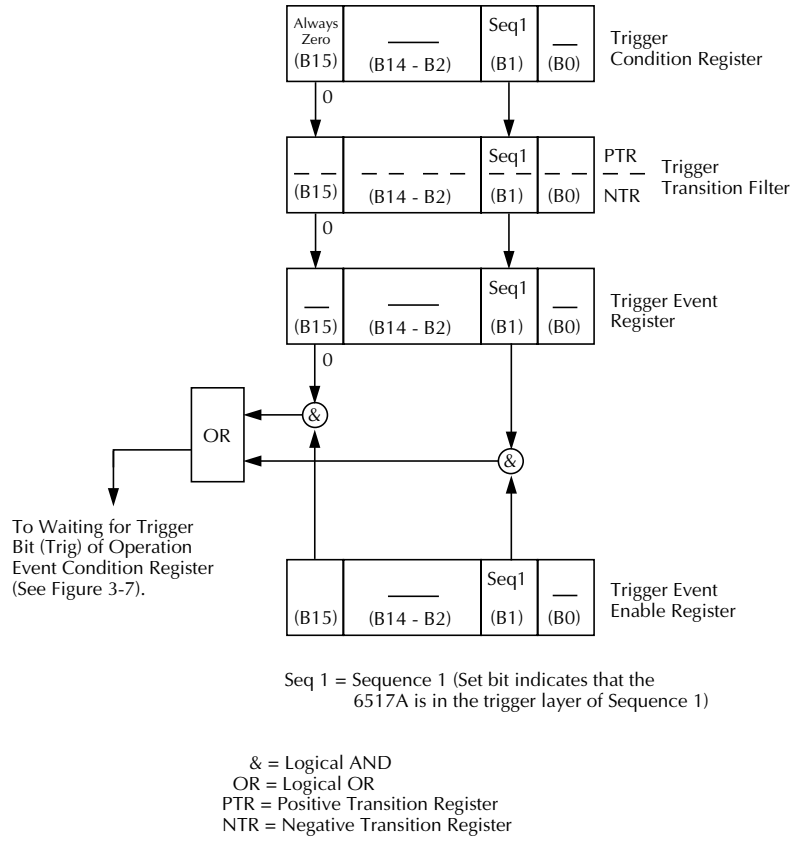 Always
Zero
(B15)
(B14 - B2)
Seq1
(B1)
(B0)
Trigger
Condition Register
0
(B15)
(B14 - B2)
Seq1
(B1)
(B0)
PTR
NTR
Trigger
Transition Filter
0
(B15)
(B14 - B2)
Seq1
(B1)
(B0)
Trigger Event
Register
0
&
OR
&
To Waiting for Trigger
Bit (Trig) of Operation
Event Condition Register
(See Figure 3-7).
(B15)
(B14 - B2)
Seq1
(B1)
(B0)
Trigger Event
Enable Register
Seq 1 = Sequence 1 (Set bit indicates that the
6517A is in the trigger layer of Sequence 1)
& = Logical AND
OR = Logical OR
PTR = Positive Transition Register
NTR = Negative Transition Register